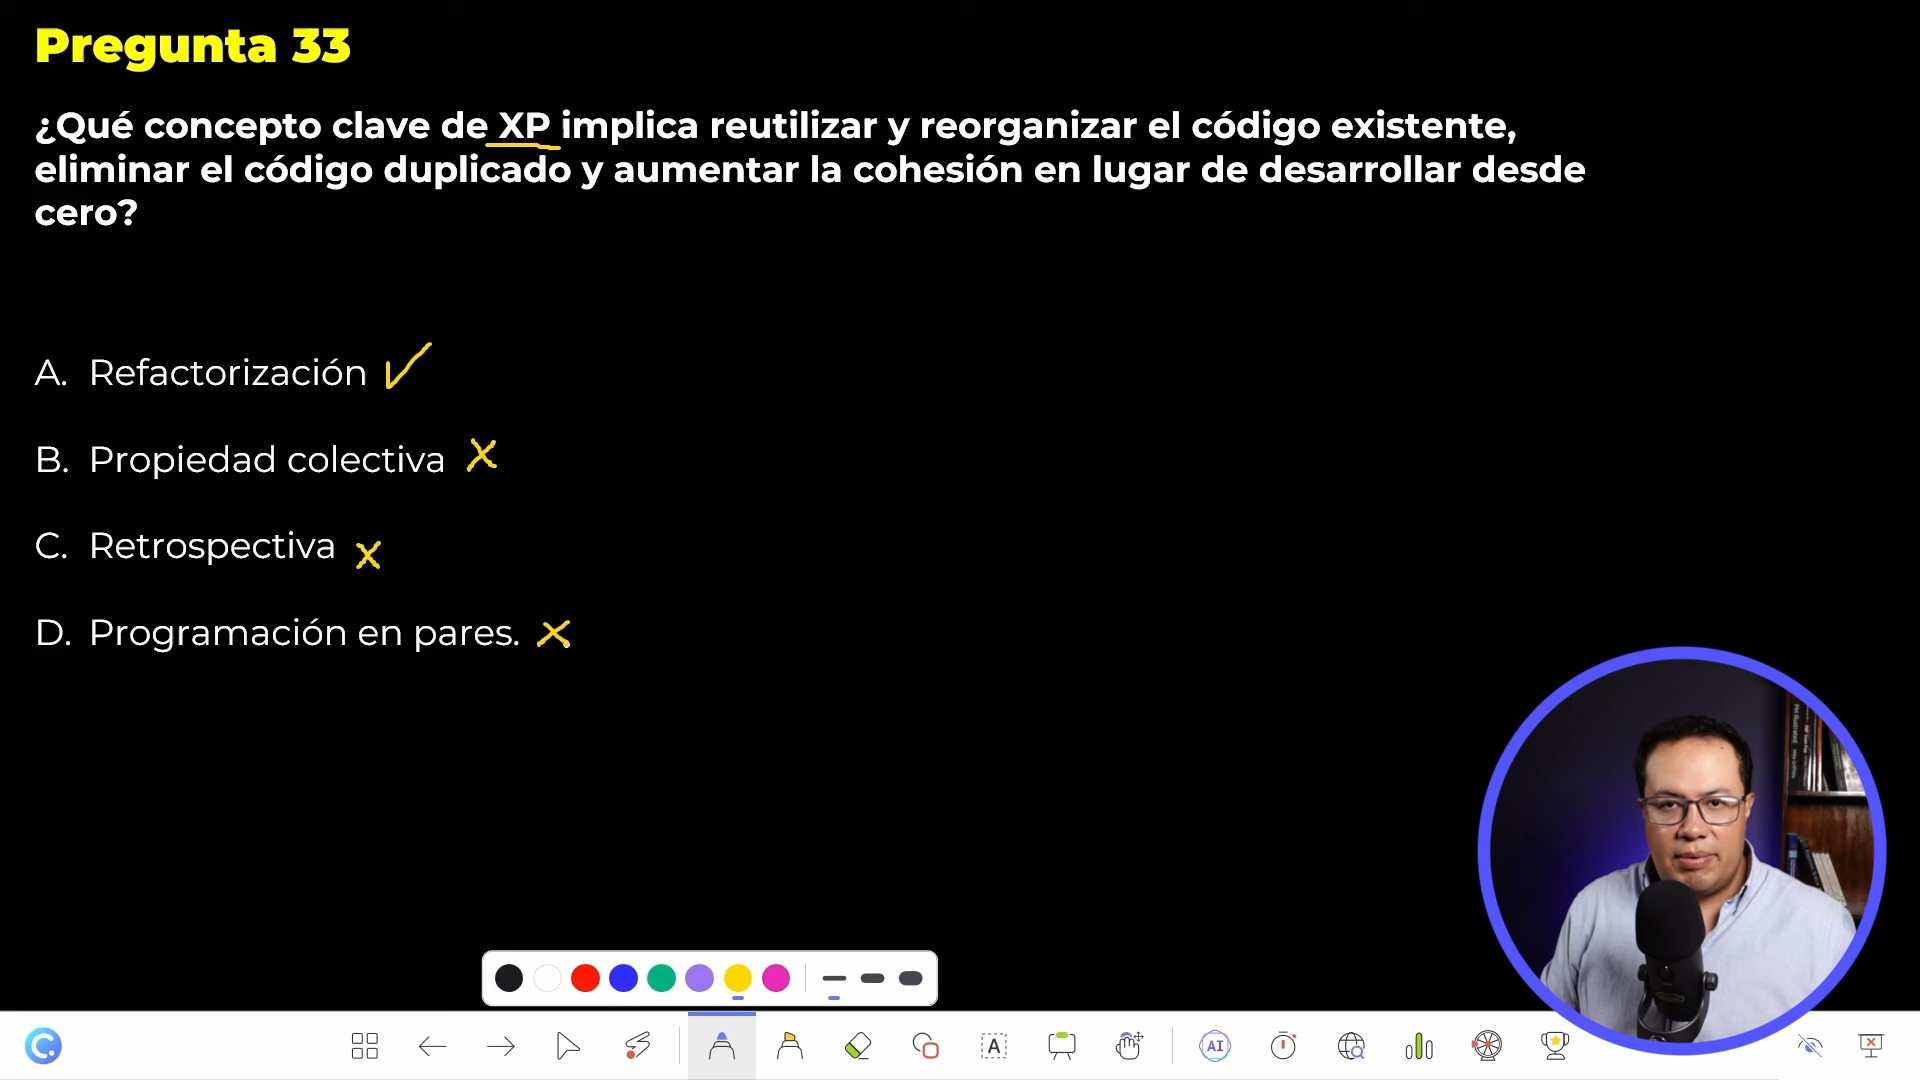 Pregunta 33
¿Qué concepto clave de XP implica reutilizar y reorganizar el código existente,
eliminar el código duplicado y aumentar la cohesión en lugar de desarrollar desde
cero?
A. Refactorización
B. Propiedad colectiva
C. Retrospectiva
D. Programación en pares.
A
AI